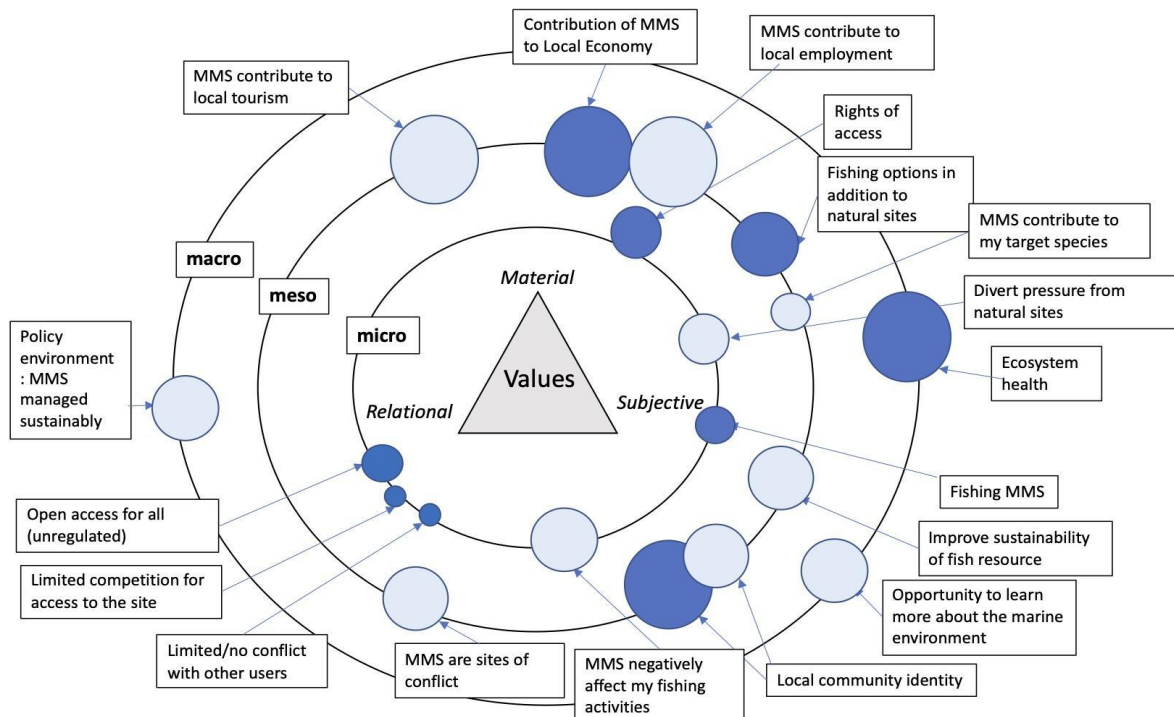 Contribution of MMS
to Local Economy
MMS contribute to
local employment
MMS contribute to
local tourism
Rights of
access
Fishing options in
addition to
natural sites
MMS contribute to
my target species
macro
meso
micro
Material
Values
Relational
Subjective
Divert pressure from
natural sites
Ecosystem
health
Policy
environment
: MMS
managed
sustainably
Fishing MMS
Open access for all
(unregulated)
Improve sustainability
of fish resource
Limited competition for
access to the site
Opportunity to learn
more about the marine
environment
Limited/no conflict
with other users
MMS are sites of
conflict
MMS negatively
affect my fishing
activities
Local community identity